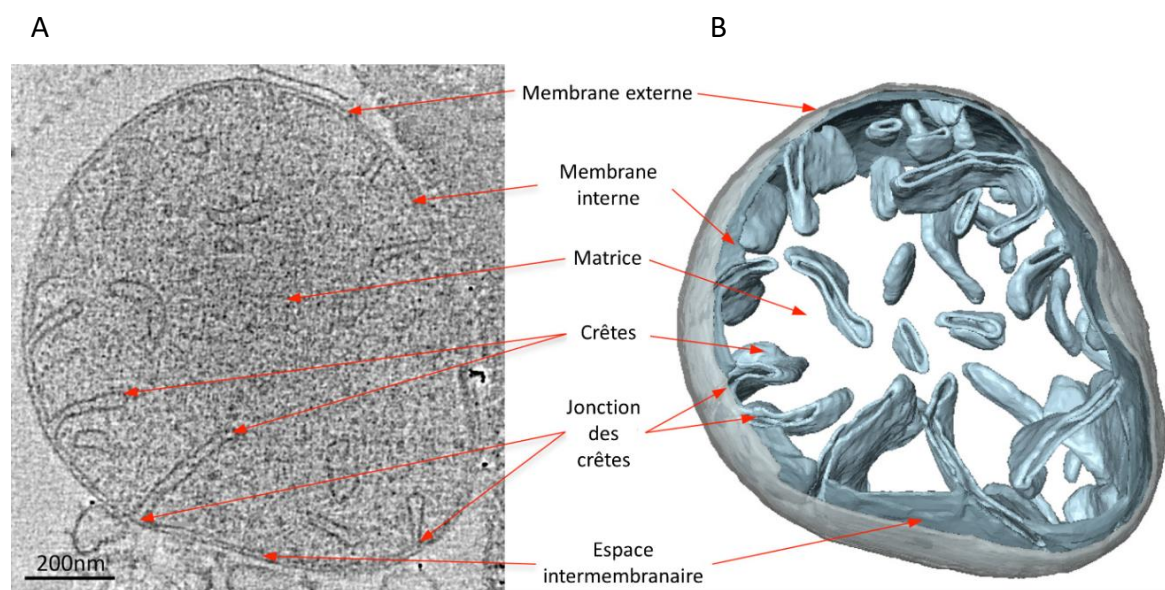 A
B
Membrane externe
Membrane
interne
Matrice
Crêtes
Jonction
des
crêtes
Espace
intermembranaire
200nm